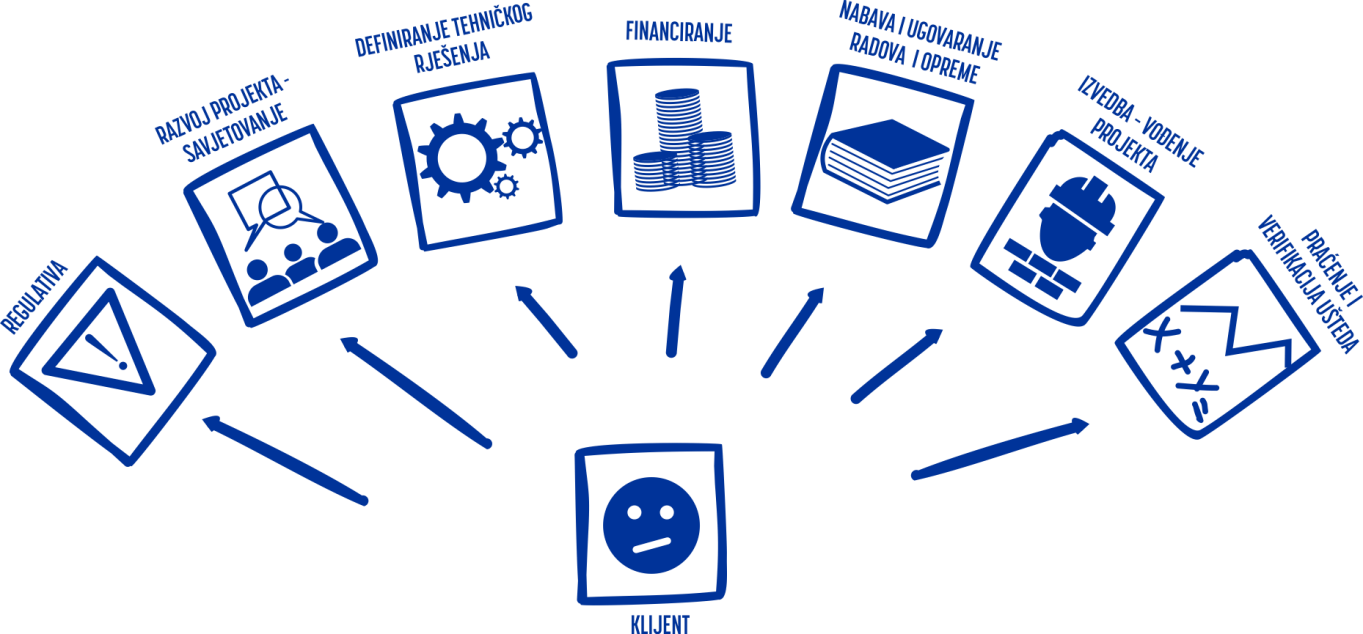 REGULATIVA
RAZVOJ PROJEKTA -
SAVJETOVANJE
DEFINIRANJE TEHNIČKOG
RJEŠENJA
FINANCIRANJE
NABAVA I UGOVARANJE
RADOVA I OPREME
IZVEDBA - VOĐENJE
PROJEKTA
PRAĆENJE I
VERIFIKACIJA UŠTEDA
X
X
X
=
KLIJENT